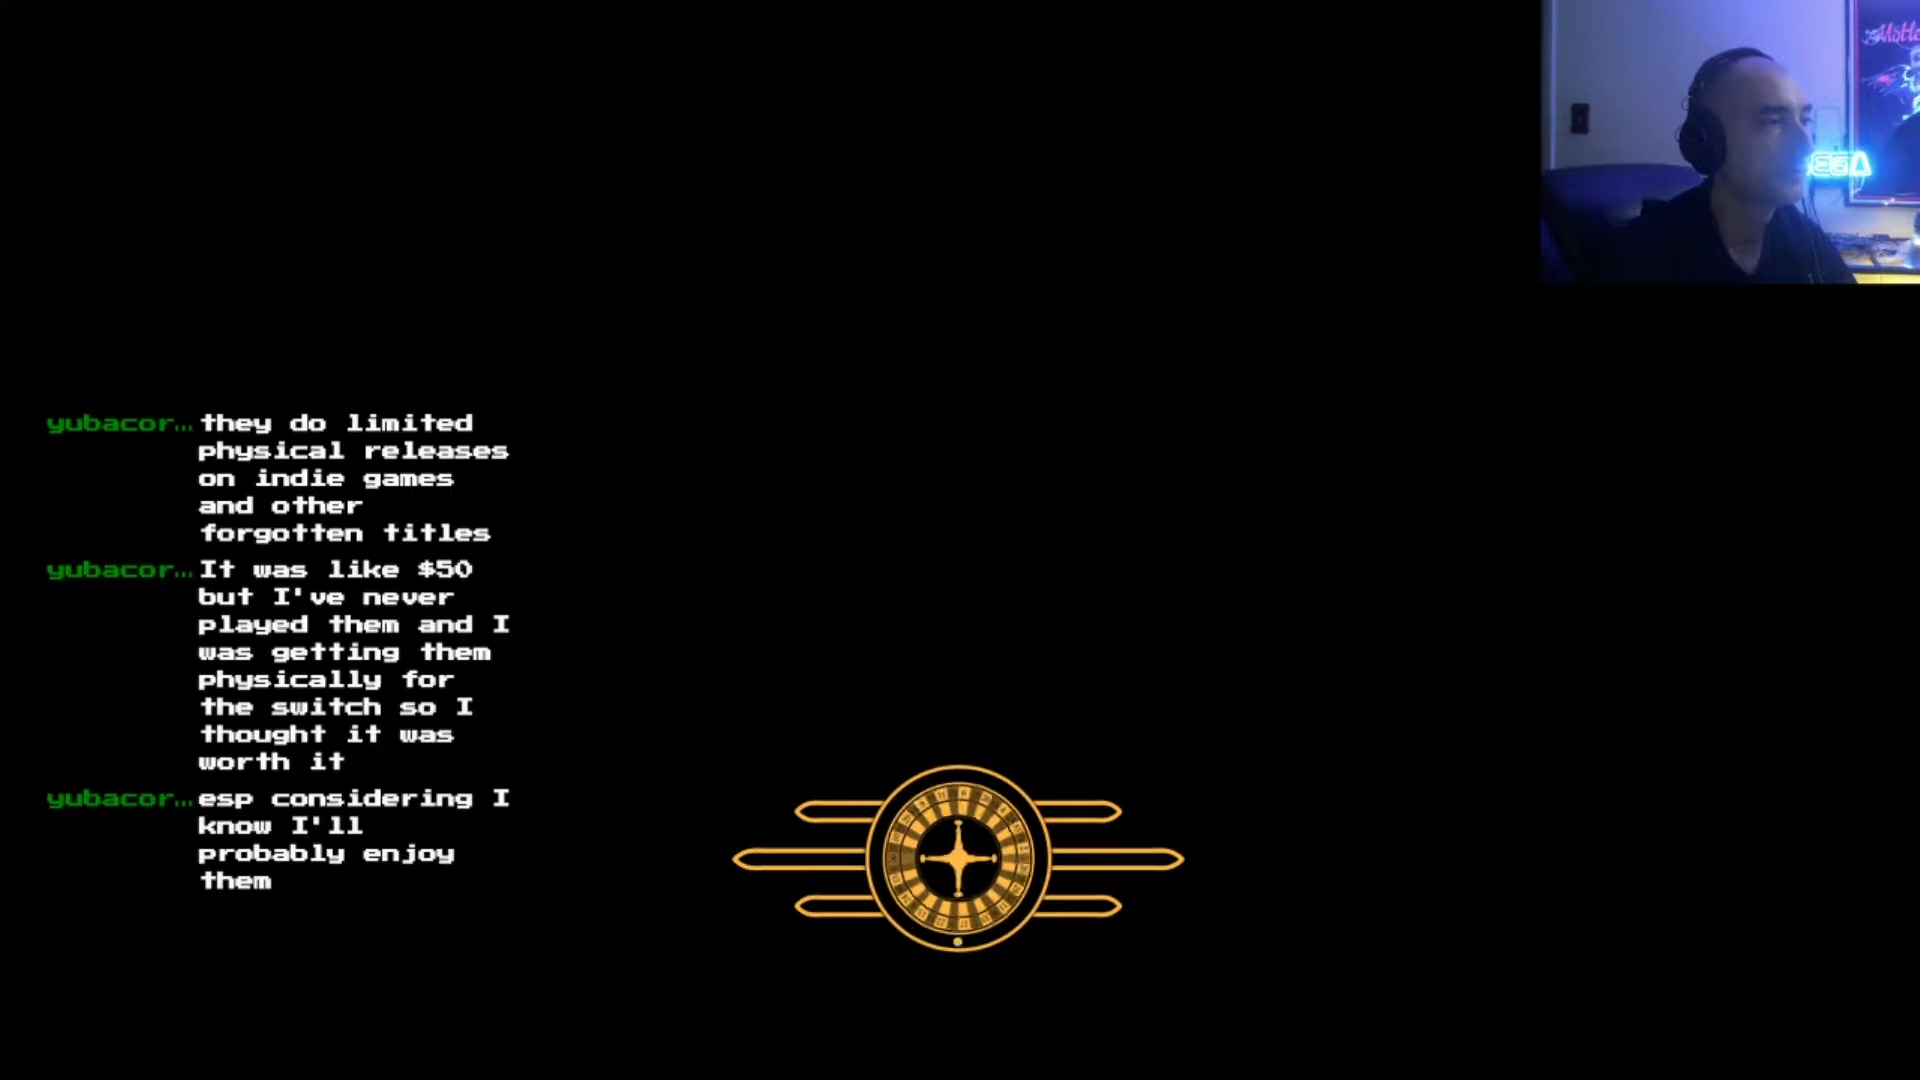 yubacor... they do limited
physical releases
on indie games
and other
forgotten titles
yubacor... It was like $50
but I've never
played them and I
was getting them
physically for
the switch so I
thought it was
worth it
yubacor... esp considering I
know I'll
probably enjoy
them